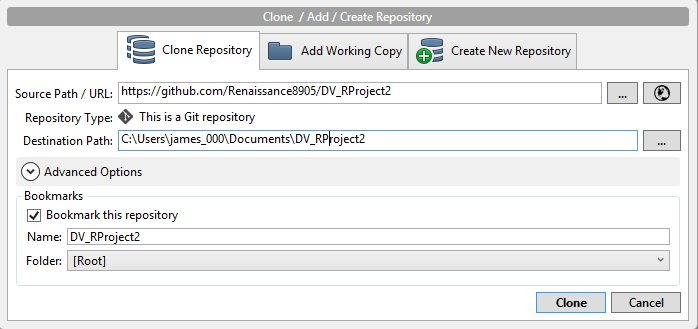 Clone / Add / Create Repository
Clone Repository Add Working Copy Create New Repository
Source Path / URL: https://github.com/Renaissance8905/DV_RProject2 ...
Repository Type: This is a Git repository
Destination Path: C:\Users\james_000\Documents\DV_RProject2 ...
Advanced Options
Bookmarks
Bookmark this repository
Name: DV_RProject2
Folder: [Root]
Clone Cancel